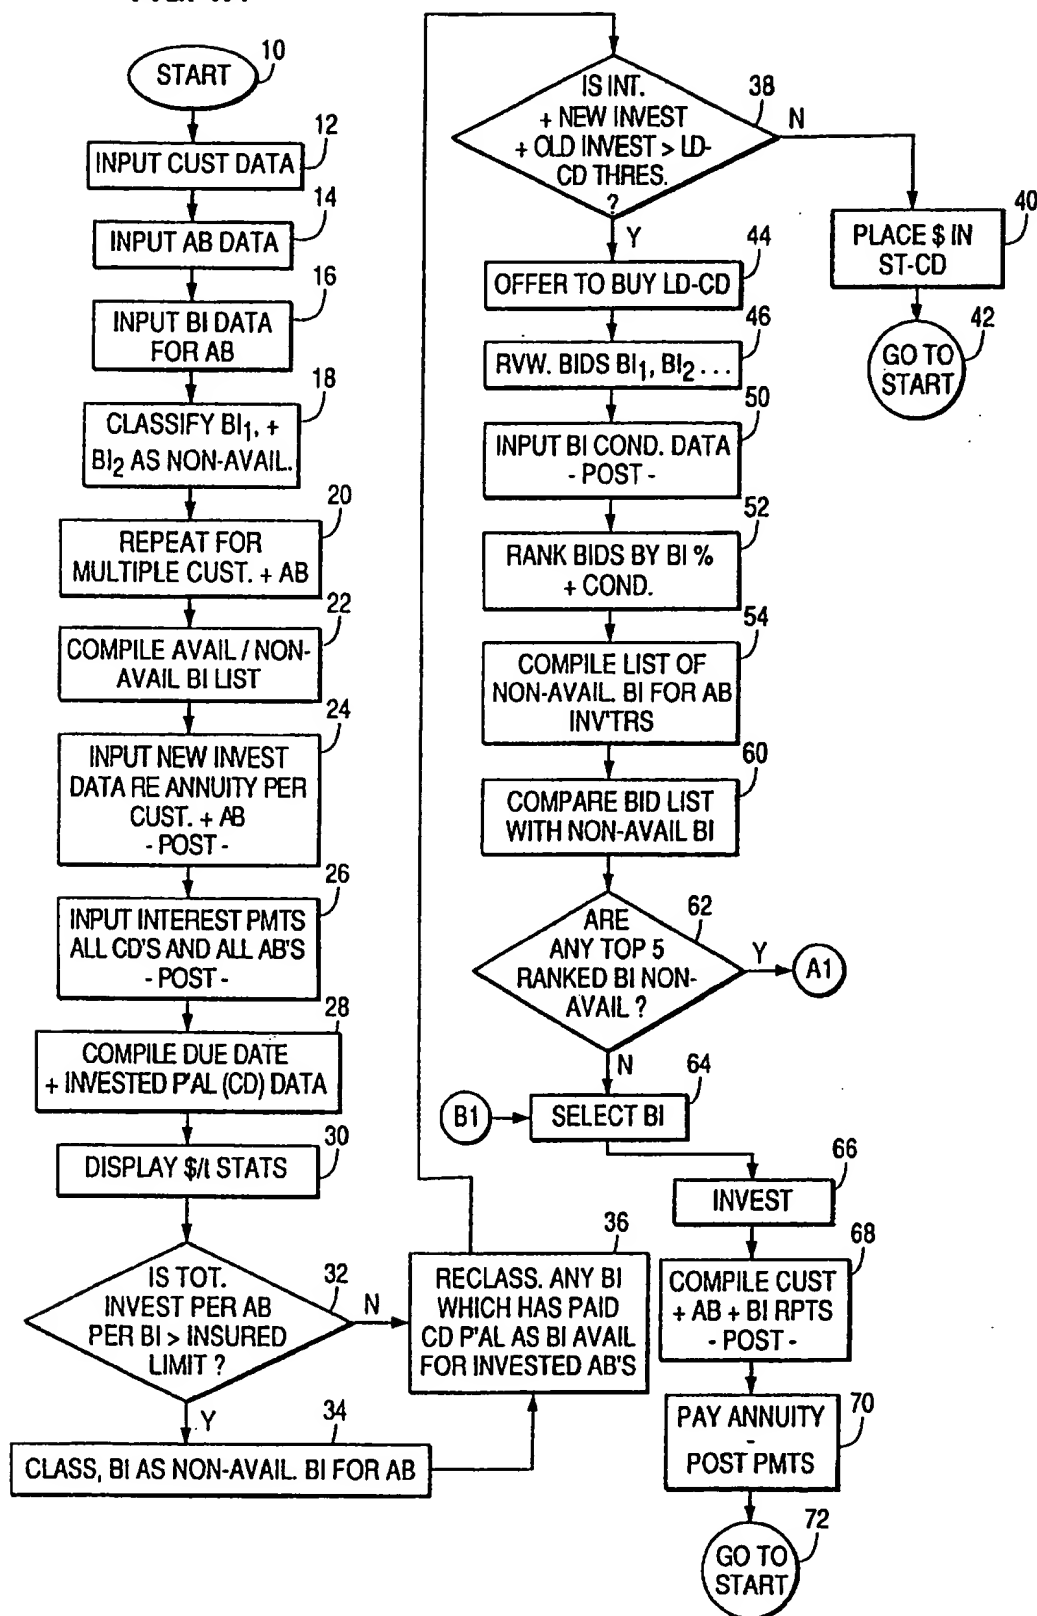 START
10
INPUT CUST DATA
12
INPUT AB DATA
14
INPUT BI DATA
FOR AB
16
CLASSIFY BI1, +
BI2 AS NON-AVAIL.
18
REPEAT FOR
MULTIPLE CUST. + AB
20
COMPILE AVAIL / NON-
AVAIL BI LIST
22
INPUT NEW INVEST
DATA RE ANNUITY PER
CUST. + AB
- POST -
24
INPUT INTEREST PMTS
ALL CD'S AND ALL AB'S
- POST -
26
COMPILE DUE DATE
+ INVESTED P'AL (CD) DATA
28
DISPLAY $/t STATS
30
IS TOT.
INVEST PER AB
PER BI > INSURED
LIMIT ?
32
N
Y
CLASS, BI AS NON-AVAIL. BI FOR AB
34
RECLASS. ANY BI
WHICH HAS PAID
CD P'AL AS BI AVAIL
FOR INVESTED AB'S
36
IS INT.
+ NEW INVEST
+ OLD INVEST > LD-
CD THRES.
?
38
N
Y
PLACE $ IN
ST-CD
40
GO TO
START
42
OFFER TO BUY LD-CD
44
RVW. BIDS BI1, BI2 . . .
46
INPUT BI COND. DATA
- POST -
50
RANK BIDS BY BI %
+ COND.
52
COMPILE LIST OF
NON-AVAIL. BI FOR AB
INV'TRS
54
COMPARE BID LIST
WITH NON-AVAIL BI
60
ARE
ANY TOP 5
RANKED BI NON-
AVAIL ?
62
Y
A1
N
B1
SELECT BI
64
INVEST
66
COMPILE CUST
+ AB + BI RPTS
- POST -
68
PAY ANNUITY
-
POST PMTS
70
GO TO
START
72